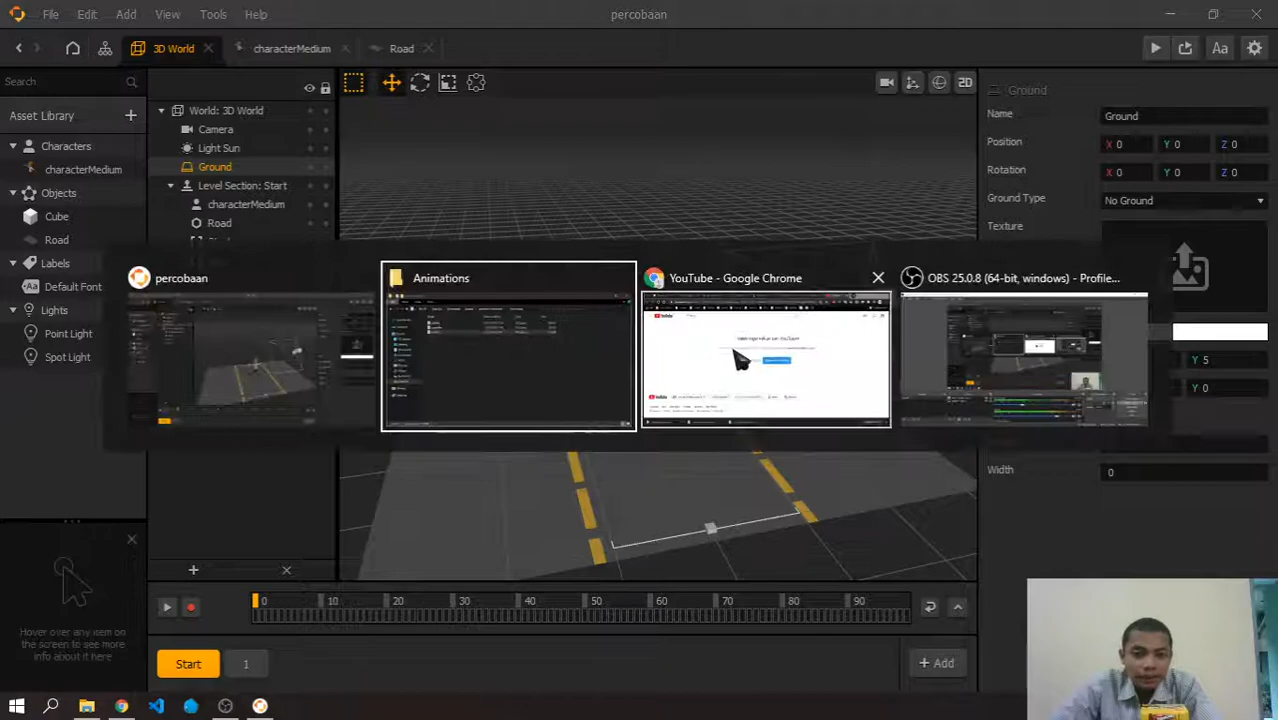 File Edit Add View Tools Help percobaan
3D World characterMedium Road Aa
Search
Asset Library
Characters
characterMedium
Objects
Cube
Road
Labels
Aa Default Font
Lights
Point Light
Spot Light
World: 3D World
Camera
Light Sun
Ground
Level Section: Start
characterMedium
Road
2D
Ground
Name Ground
Position X 0 Y 0 Z 0
Rotation X 0 Y 0 Z 0
Ground Type No Ground
Texture
Y 5
Y 0
Width 0
percobaan
Animations
YouTube - Google Chrome
OBS 25.0.8 (64-bit, windows) - Profile...
Hover over any item on
the screen to see more
info about it here
0 10 20 30 40 50 60 70 80 90
Start 1 + Add